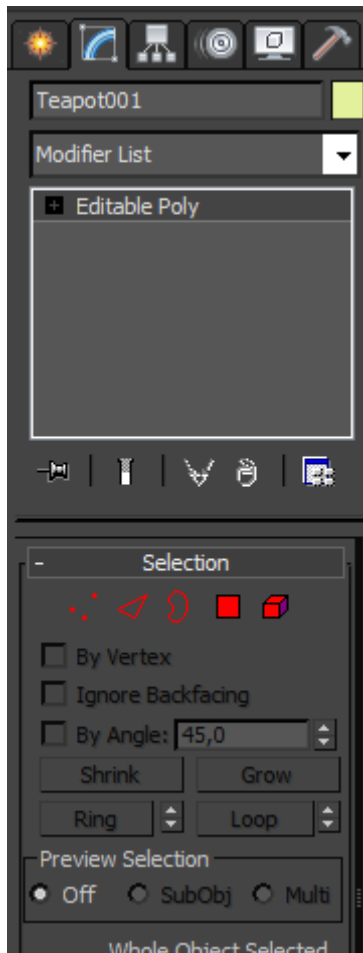 Teapot001
Modifier List
Editable Poly
Selection
By Vertex
Ignore Backfacing
By Angle: 45,0
Shrink Grow
Ring Loop
Preview Selection
Off SubObj Multi
Whole Object Selected